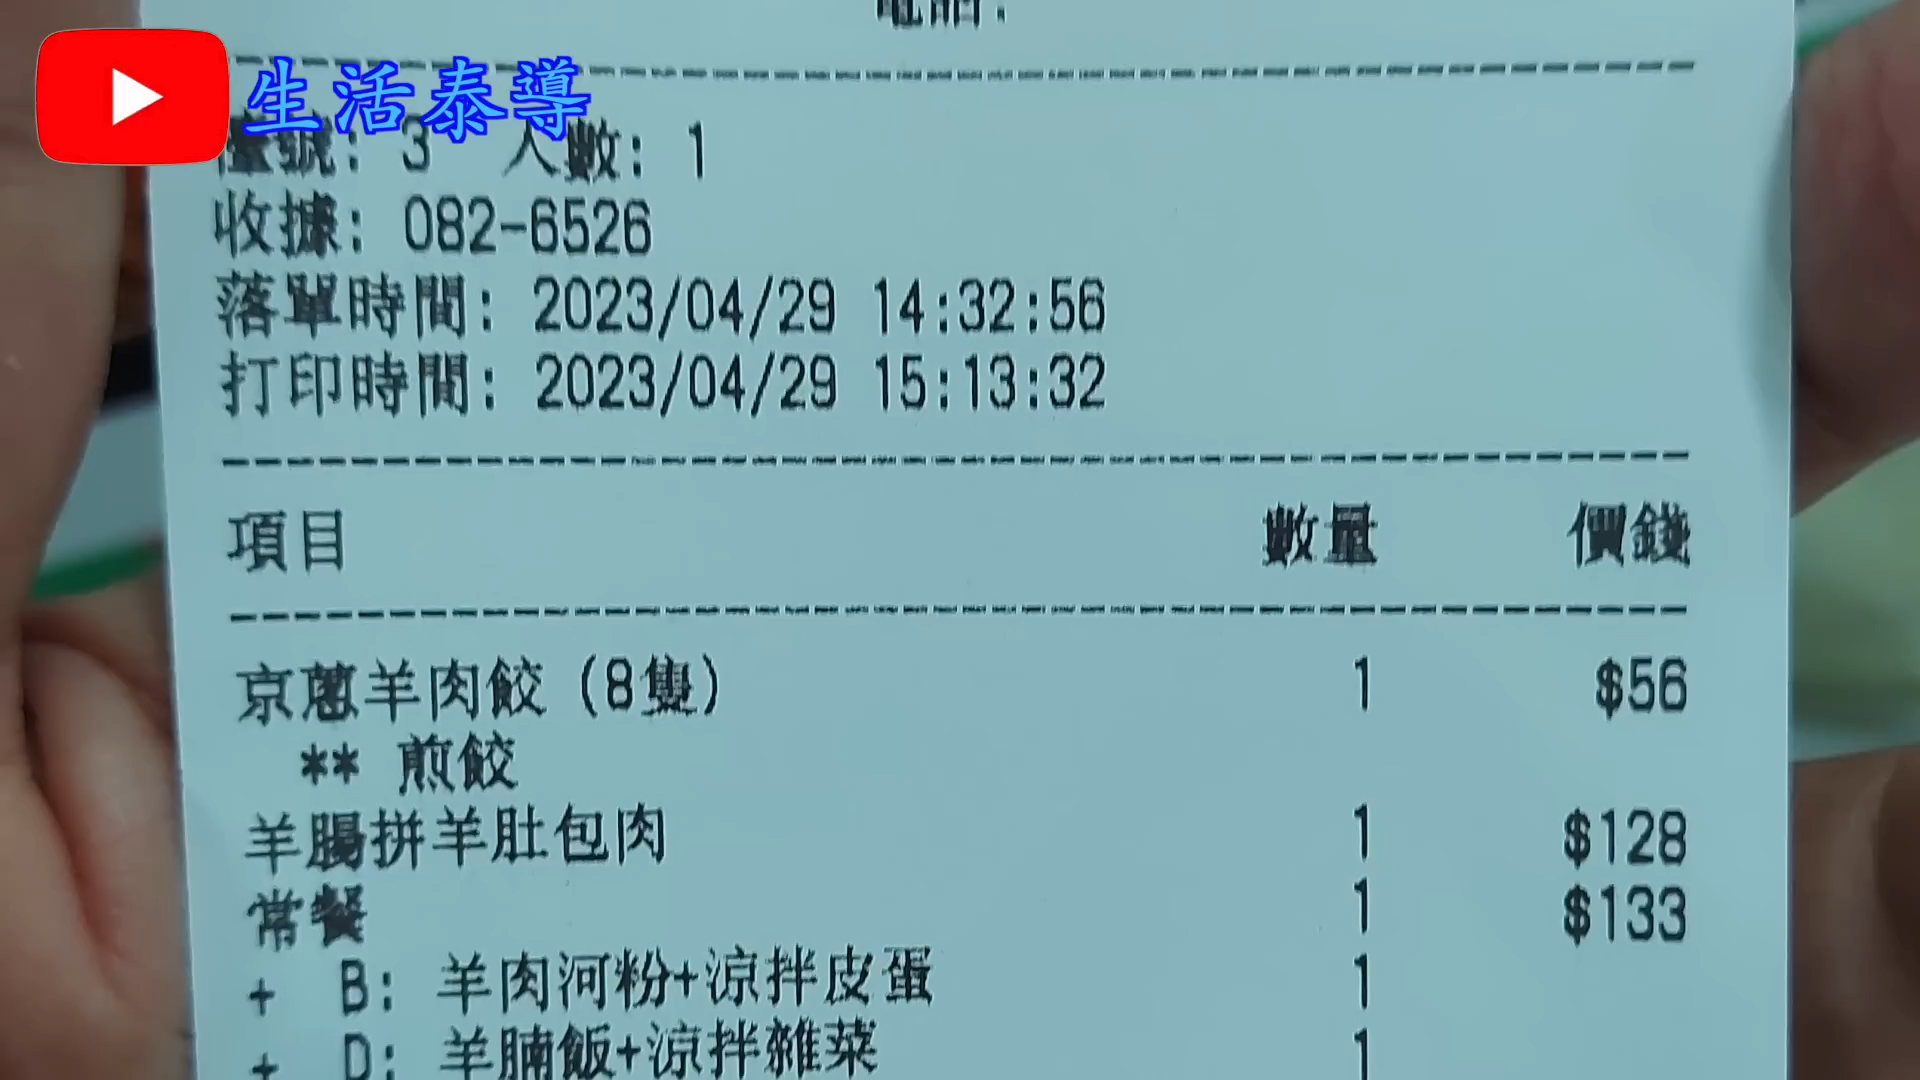 生活泰導
檯號: 3 人數: 1
收據: 082-6526
落單時間: 2023/04/29 14:32:56
打印時間: 2023/04/29 15:13:32
項目 數量 價錢
京蔥羊肉餃 (8隻) 1 $56
** 煎餃
羊腸拼羊肚包肉 1 $128
常餐 1 $133
+ B: 羊肉河粉+涼拌皮蛋 1
+ D: 羊腩飯+涼拌雜菜 1